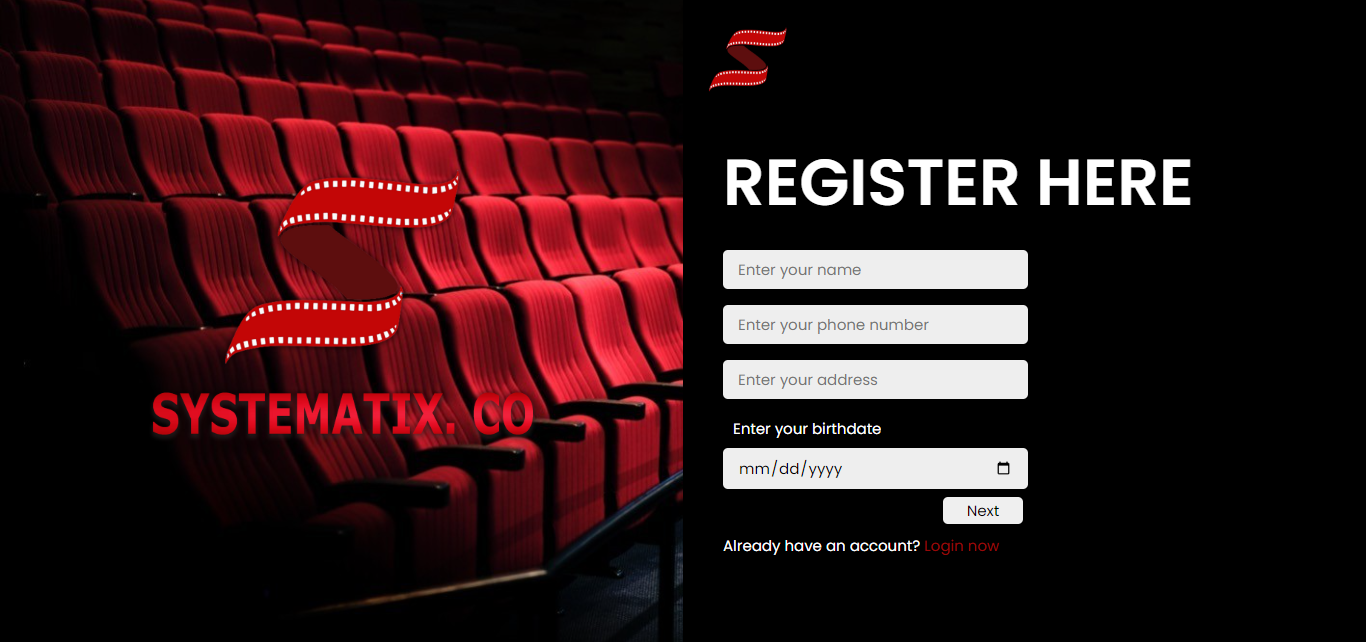 SYSTEMATIX. CO
REGISTER HERE
Enter your name
Enter your phone number
Enter your address
Enter your birthdate
mm/dd/yyyy
Next
Already have an account? Login now